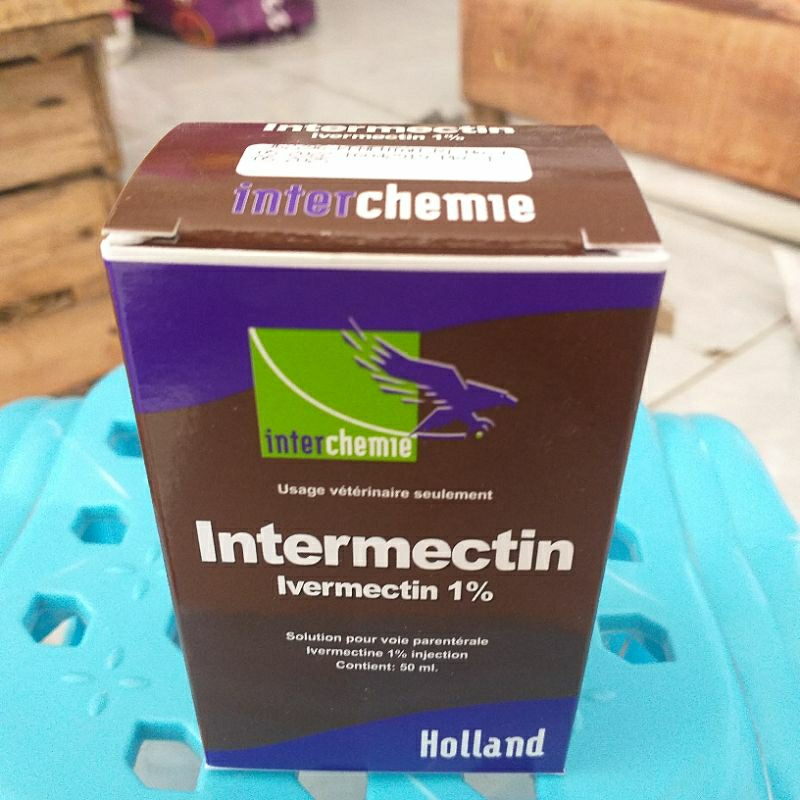 Intermectin
Ivermectin 1%
interchemie
interchemie
Usage vétérinaire seulement
Intermectin
Ivermectin 1%
Solution pour voie parentérale
Ivermectine 1% injection
Contient: 50 ml.
Holland